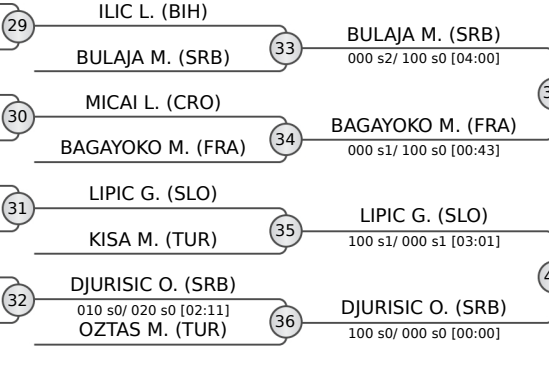 29
ILIC L. (BIH)
BULAJA M. (SRB)
33
BULAJA M. (SRB)
000 s2/ 100 s0 [04:00]
30
MICAI L. (CRO)
BAGAYOKO M. (FRA)
34
BAGAYOKO M. (FRA)
000 s1/ 100 s0 [00:43]
31
LIPIC G. (SLO)
KISA M. (TUR)
35
LIPIC G. (SLO)
100 s1/ 000 s1 [03:01]
32
DJURISIC O. (SRB)
010 s0/ 020 s0 [02:11]
OZTAS M. (TUR)
36
DJURISIC O. (SRB)
100 s0/ 000 s0 [00:00]